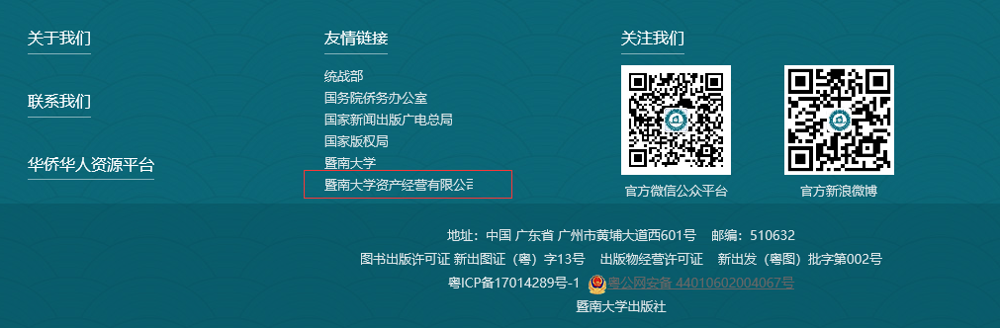 关于我们
联系我们
华侨华人资源平台
友情链接
统战部
国务院侨务办公室
国家新闻出版广电总局
国家版权局
暨南大学
暨南大学资产经营有限公司
关注我们
官方微信公众平台
官方新浪微博
地址：中国 广东省 广州市黄埔大道西601号 邮编：510632
图书出版许可证 新出图证（粤）字13号 出版物经营许可证 新出发（粤图）批字第002号
粤ICP备17014289号-1 粤公网安备 44010602004067号
暨南大学出版社